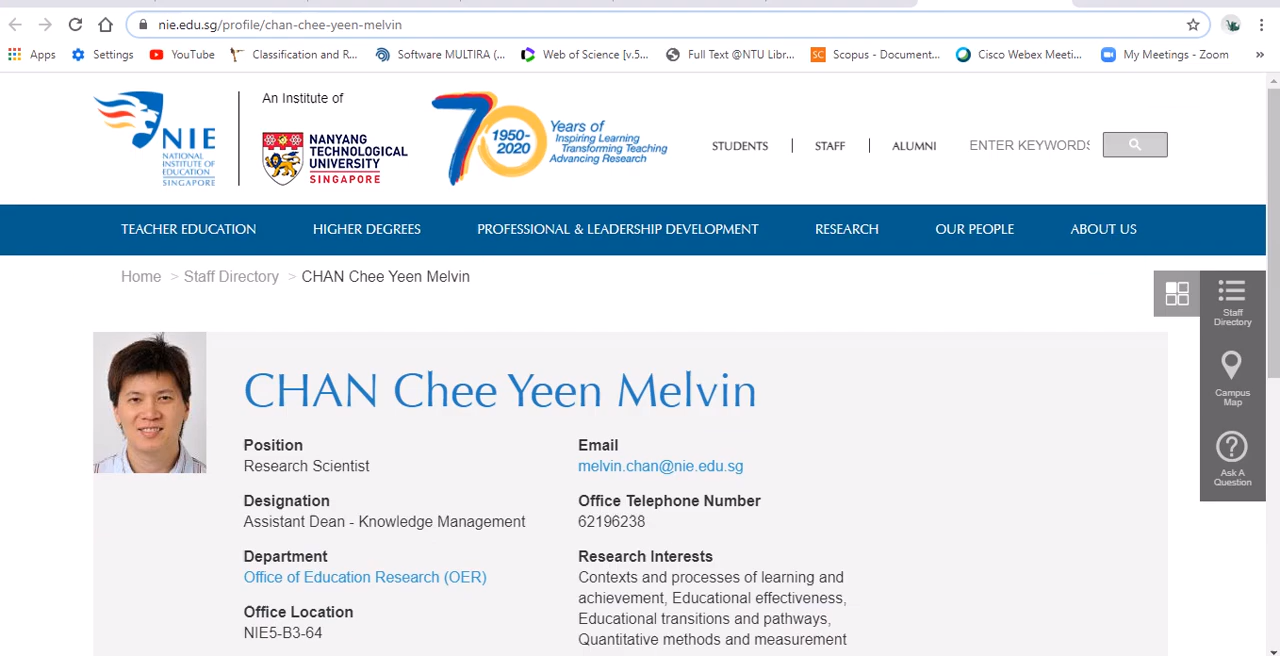 nie.edu.sg/profile/chan-chee-yeen-melvin
Apps Settings YouTube Classification and R... Software MULTIRA (... Web of Science [v.5... Full Text @NTU Libr... SC Scopus - Document... Cisco Webex Meeti... My Meetings - Zoom »
NIE
NATIONAL
INSTITUTE OF
EDUCATION
SINGAPORE
An Institute of
NANYANG
TECHNOLOGICAL
UNIVERSITY
SINGAPORE
70
1950-
2020
Years of
Inspiring Learning
Transforming Teaching
Advancing Research
STUDENTS | STAFF | ALUMNI ENTER KEYWORDS
TEACHER EDUCATION HIGHER DEGREES PROFESSIONAL & LEADERSHIP DEVELOPMENT RESEARCH OUR PEOPLE ABOUT US
Home > Staff Directory > CHAN Chee Yeen Melvin
Staff
Directory
Campus
Map
Ask A
Question
CHAN Chee Yeen Melvin
Position
Research Scientist
Designation
Assistant Dean - Knowledge Management
Department
Office of Education Research (OER)
Office Location
NIE5-B3-64
Email
melvin.chan@nie.edu.sg
Office Telephone Number
62196238
Research Interests
Contexts and processes of learning and
achievement, Educational effectiveness,
Educational transitions and pathways,
Quantitative methods and measurement